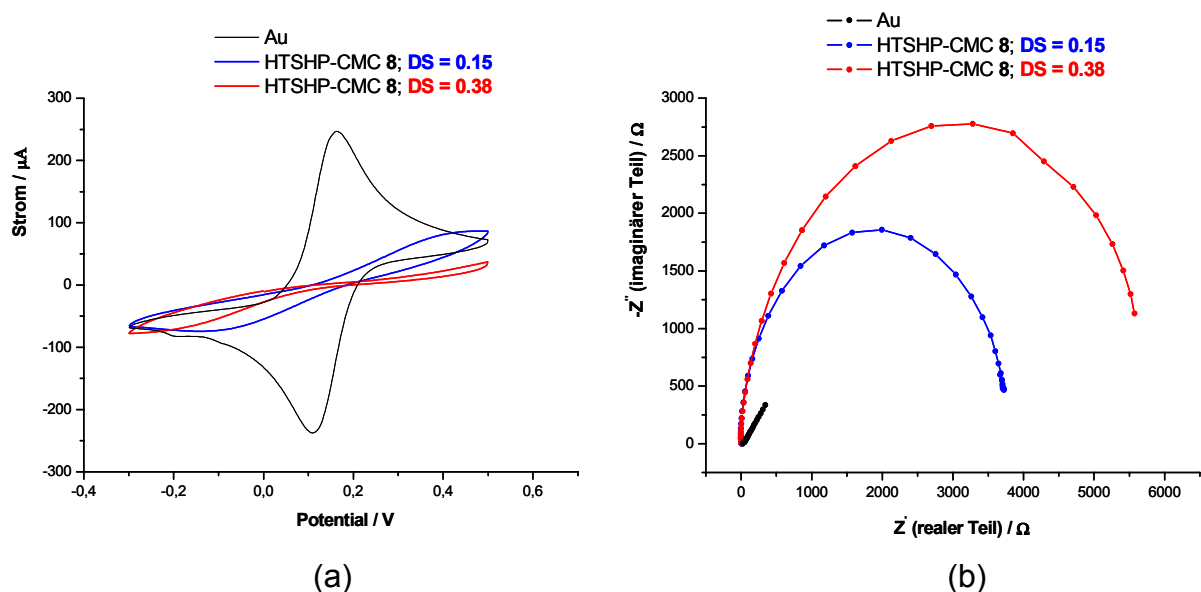 Au
HTSHP-CMC 8; DS = 0.15
HTSHP-CMC 8; DS = 0.38
300
200
100
0
-100
-200
-300
Strom / µA
-0,4
-0,2
0,0
0,2
0,4
0,6
Potential / V
(a)
Au
HTSHP-CMC 8; DS = 0.15
HTSHP-CMC 8; DS = 0.38
3000
2500
2000
1500
1000
500
0
-Z'' (imaginärer Teil) / Ω
0
1000
2000
3000
4000
5000
6000
Z' (realer Teil) / Ω
(b)